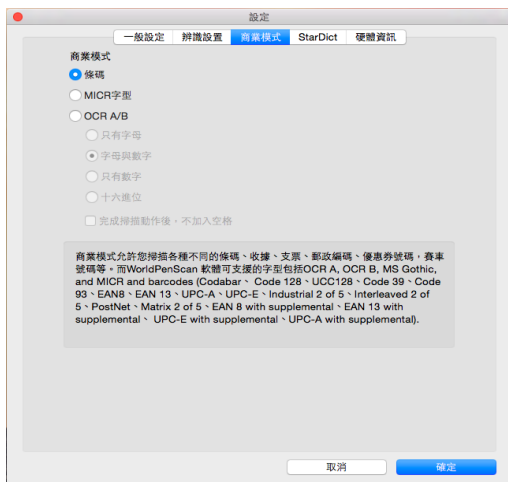 設定
一般設定 辨識設置 商業模式 StarDict 硬體資訊
商業模式
條碼
MICR字型
OCR A/B
只有字母
字母與數字
只有數字
十六進位
完成掃描動作後，不加入空格
商業模式允許您掃描各種不同的條碼、收據、支票、郵政編碼、優惠券號碼，賽車
號碼等。而WorldPenScan 軟體可支援的字型包括OCR A, OCR B, MS Gothic,
and MICR and barcodes (Codabar、 Code 128、UCC128、Code 39、Code
93、EAN8、EAN 13、UPC-A、UPC-E、Industrial 2 of 5、Interleaved 2 of
5、PostNet、Matrix 2 of 5、EAN 8 with supplemental、EAN 13 with
supplemental、 UPC-E with supplemental、UPC-A with supplemental).
取消 確定